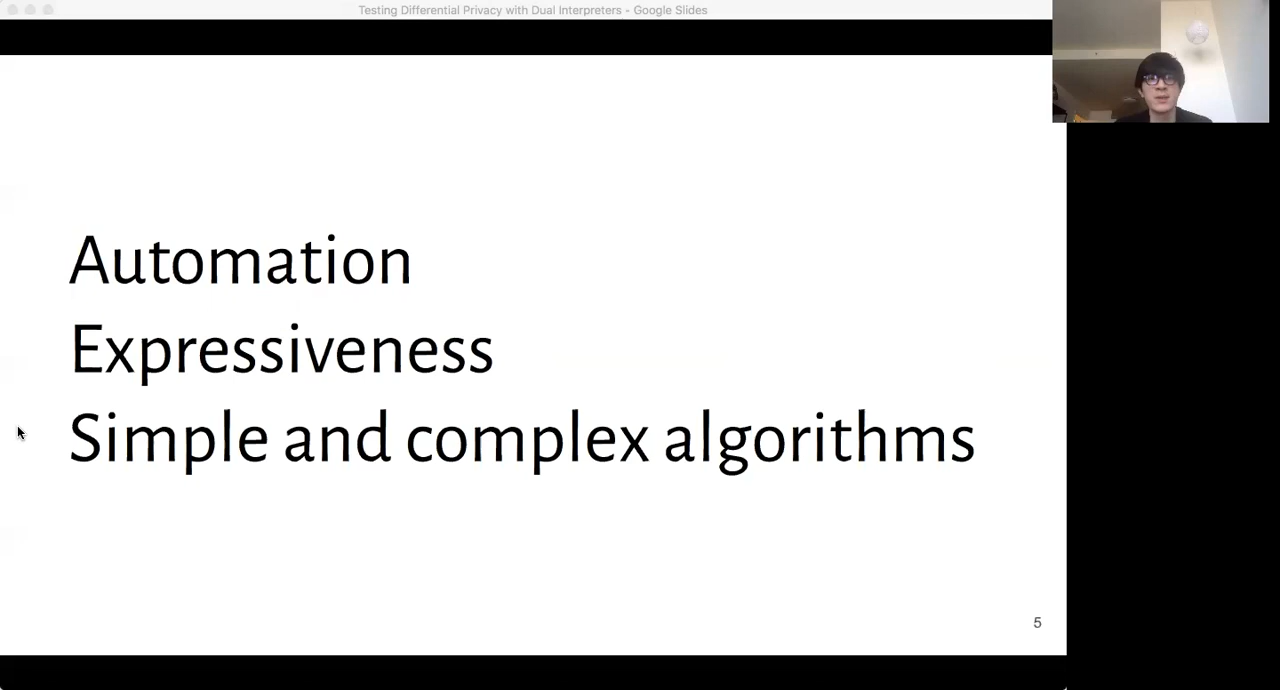 Testing Differential Privacy with Dual Interpreters - Google Slides
Automation
Expressiveness
Simple and complex algorithms
5